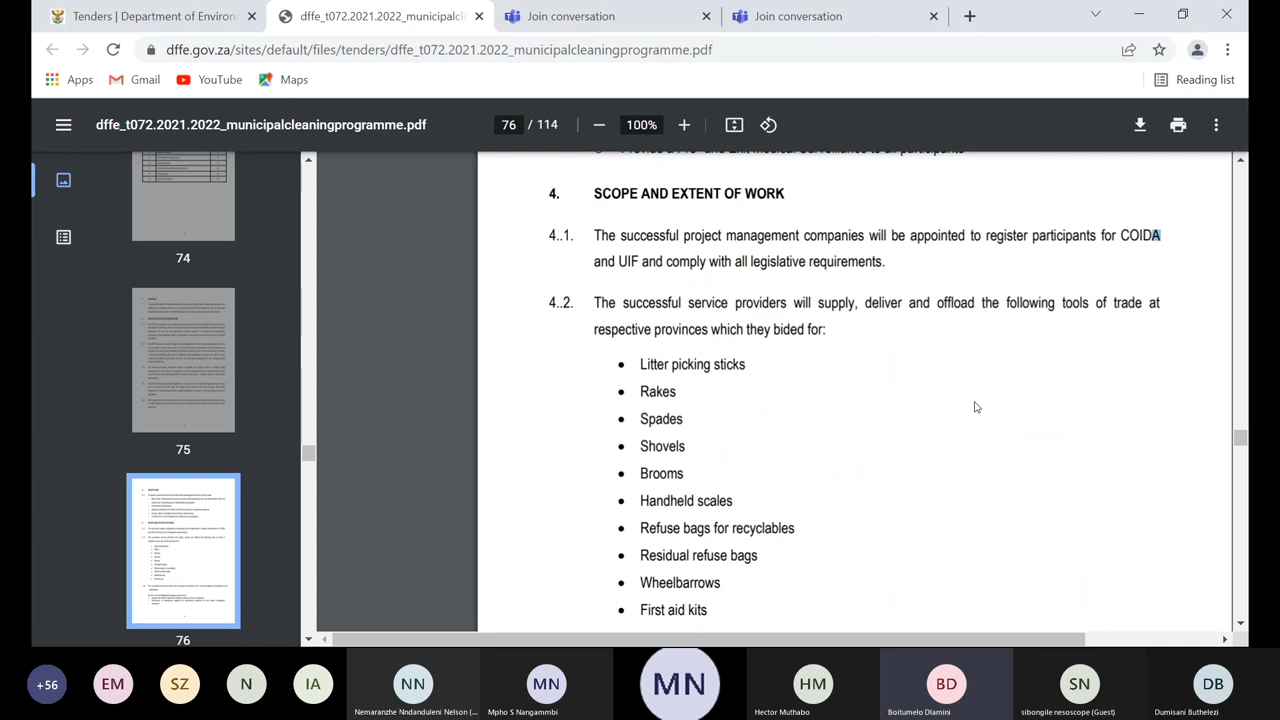 Tenders | Department of Environ
dffe_t072.2021.2022_municipalcl
Join conversation
Join conversation
dffe.gov.za/sites/default/files/tenders/dffe_t072.2021.2022_municipalcleaningprogramme.pdf
Apps
Gmail
YouTube
Maps
Reading list
dffe_t072.2021.2022_municipalcleaningprogramme.pdf
76 / 114
100%
74
75
76
4. SCOPE AND EXTENT OF WORK
4..1. The successful project management companies will be appointed to register participants for COIDA
and UIF and comply with all legislative requirements.
4..2. The successful service providers will supply, deliver and offload the following tools of trade at
respective provinces which they bided for:
• Litter picking sticks
• Rakes
• Spades
• Shovels
• Brooms
• Handheld scales
• Refuse bags for recyclables
• Residual refuse bags
• Wheelbarrows
• First aid kits
+56
EM
SZ
N
IA
NN
MN
MN
HM
BD
SN
DB
Nemaranzhe Nndanduleni Nelson (...
Mpho S Nangammbi
Hector Muthabo
Boitumelo Dlamini
sibongile nesoscope (Guest)
Dumisani Buthelezi